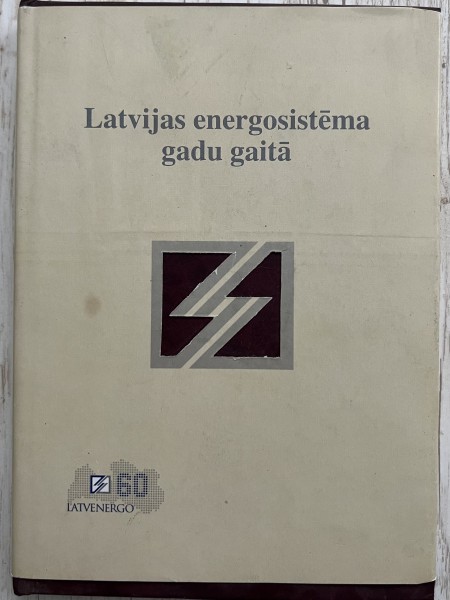 Latvijas energosistēma
gadu gaitā
60
LATVENERGO